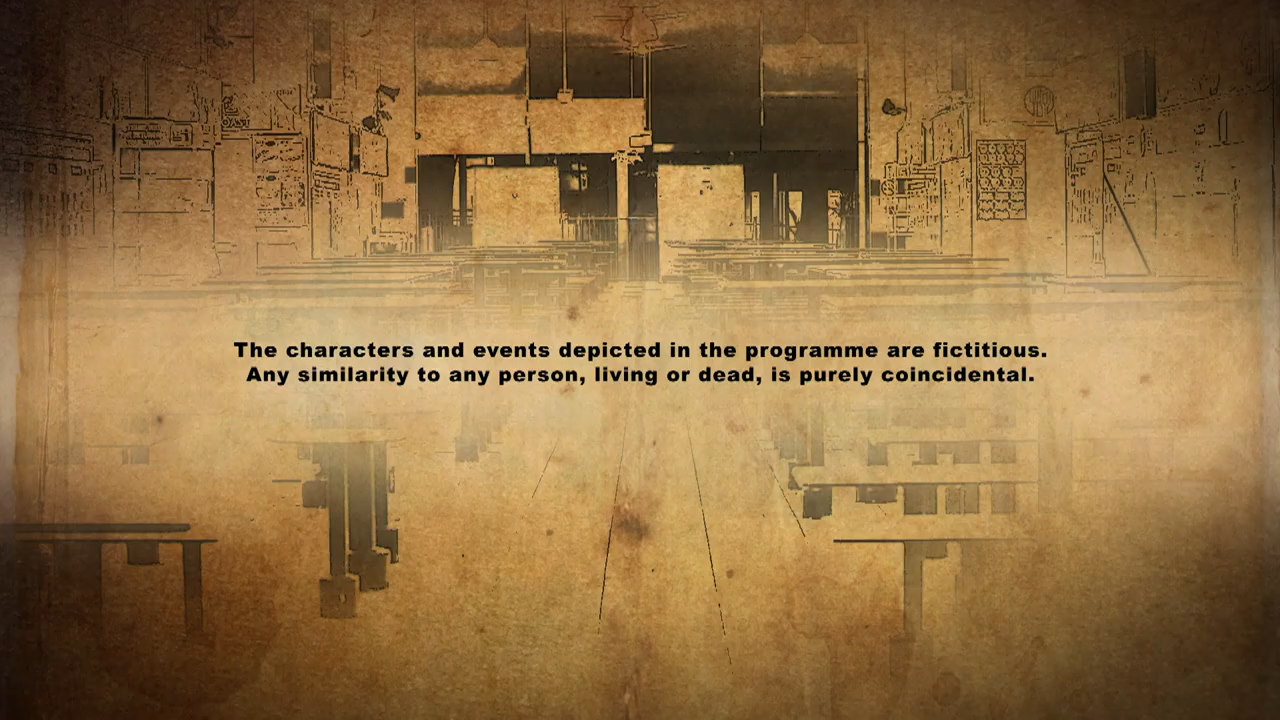 The characters and events depicted in the programme are fictitious.
Any similarity to any person, living or dead, is purely coincidental.